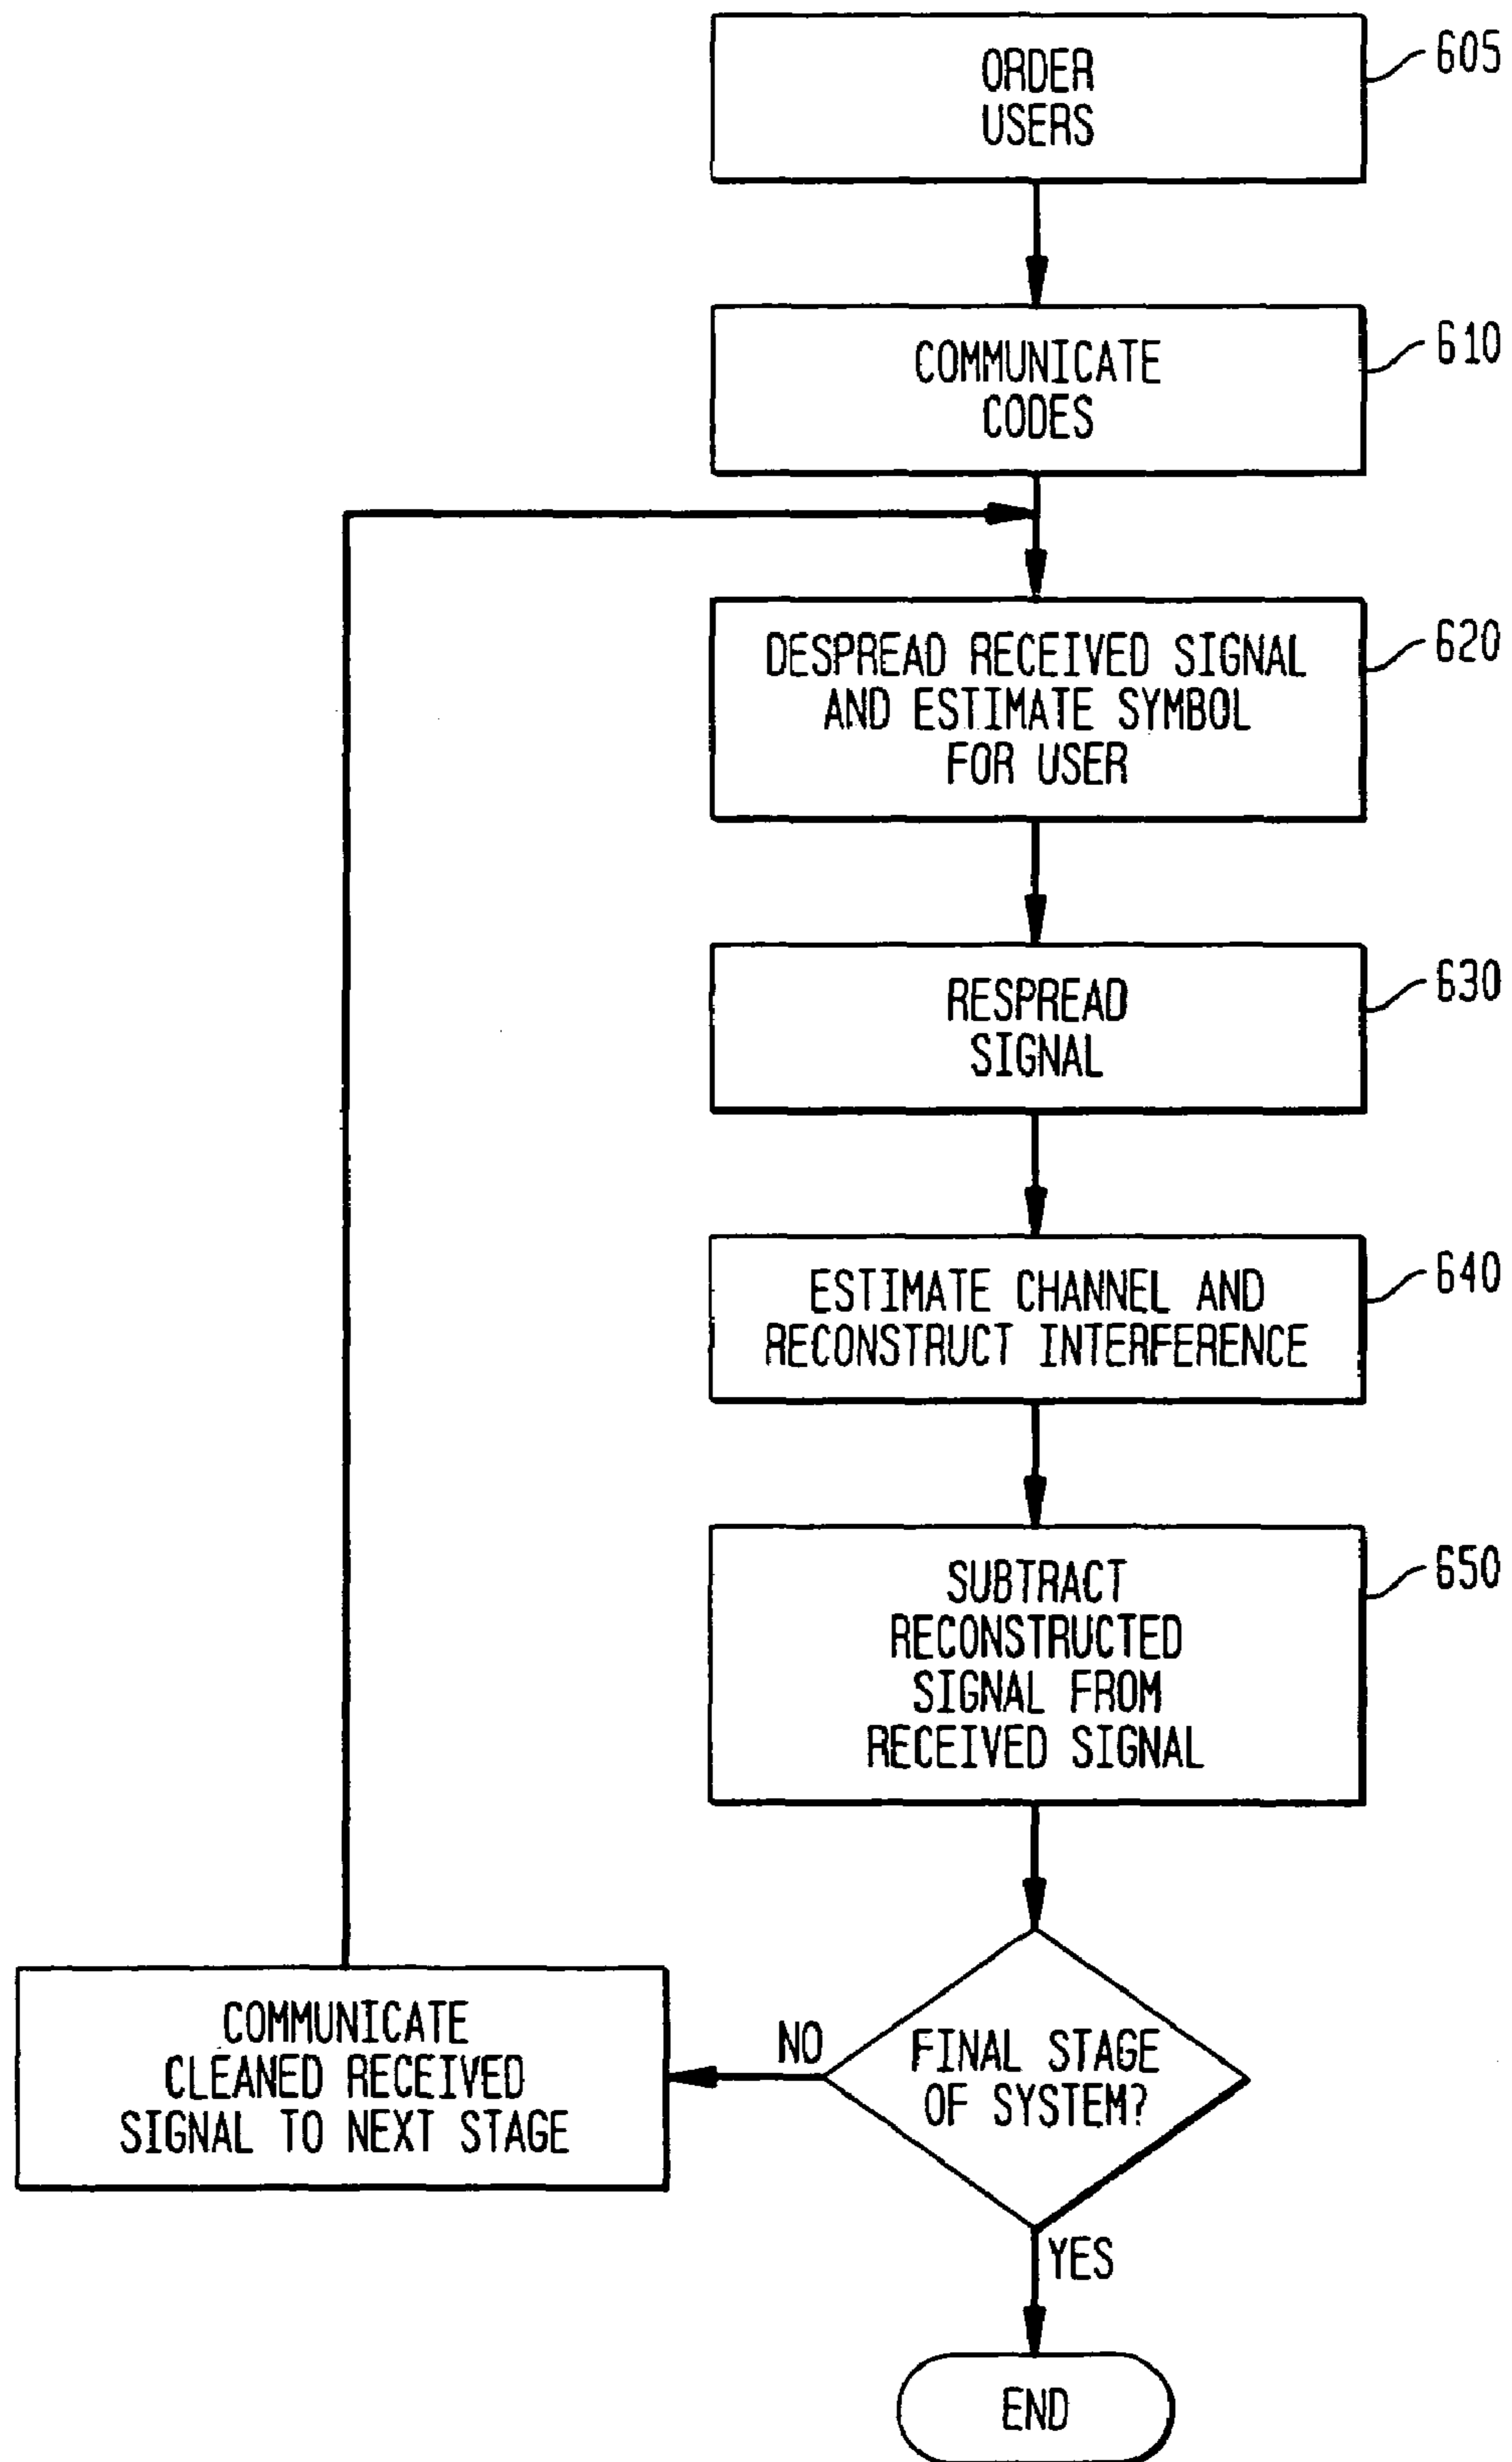 ORDER
USERS
605
COMMUNICATE
CODES
610
DESPREAD RECEIVED SIGNAL
AND ESTIMATE SYMBOL
FOR USER
620
RESPREAD
SIGNAL
630
ESTIMATE CHANNEL AND
RECONSTRUCT INTERFERENCE
640
SUBTRACT
RECONSTRUCTED
SIGNAL FROM
RECEIVED SIGNAL
650
FINAL STAGE
OF SYSTEM?
NO
COMMUNICATE
CLEANED RECEIVED
SIGNAL TO NEXT STAGE
YES
END